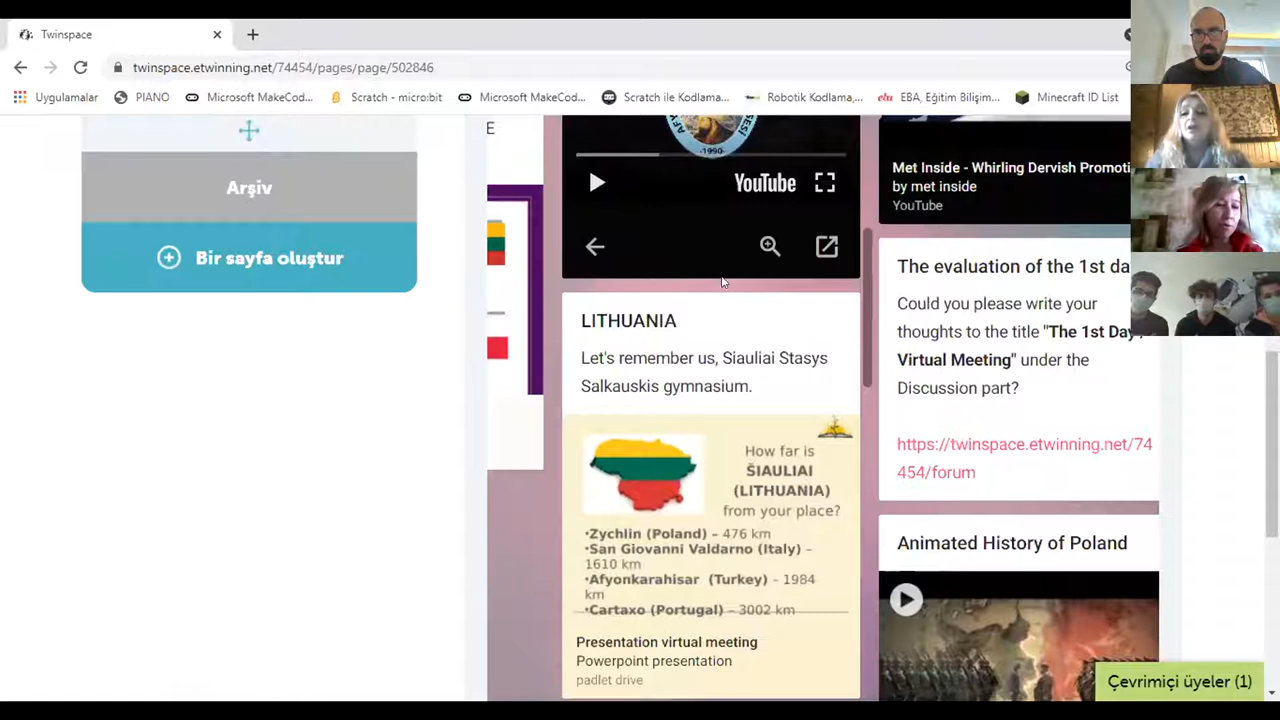 Twinspace
twinspace.etwinning.net/74454/pages/page/502846
Uygulamalar
PIANO
Microsoft MakeCod...
Scratch - micro:bit
Microsoft MakeCod...
Scratch ile Kodlama...
Robotik Kodlama,...
eba
EBA, Eğitim Bilişim...
Minecraft ID List
Arşiv
Bir sayfa oluştur
E
-1990-
YouTube
LITHUANIA
Let's remember us, Siauliai Stasys
Salkauskis gymnasium.
How far is
ŠIAULIAI
(LITHUANIA)
from your place?
•Zychlin (Poland) – 476 km
•San Giovanni Valdarno (Italy) –
1610 km
•Afyonkarahisar (Turkey) - 1984
km
•Cartaxo (Portugal) – 3002 km
Presentation virtual meeting
Powerpoint presentation
padlet drive
Met Inside - Whirling Dervish Promoti
by met inside
YouTube
The evaluation of the 1st da
Could you please write your
thoughts to the title "The 1st Day
Virtual Meeting" under the
Discussion part?
https://twinspace.etwinning.net/74
454/forum
Animated History of Poland
Çevrimiçi üyeler (1)